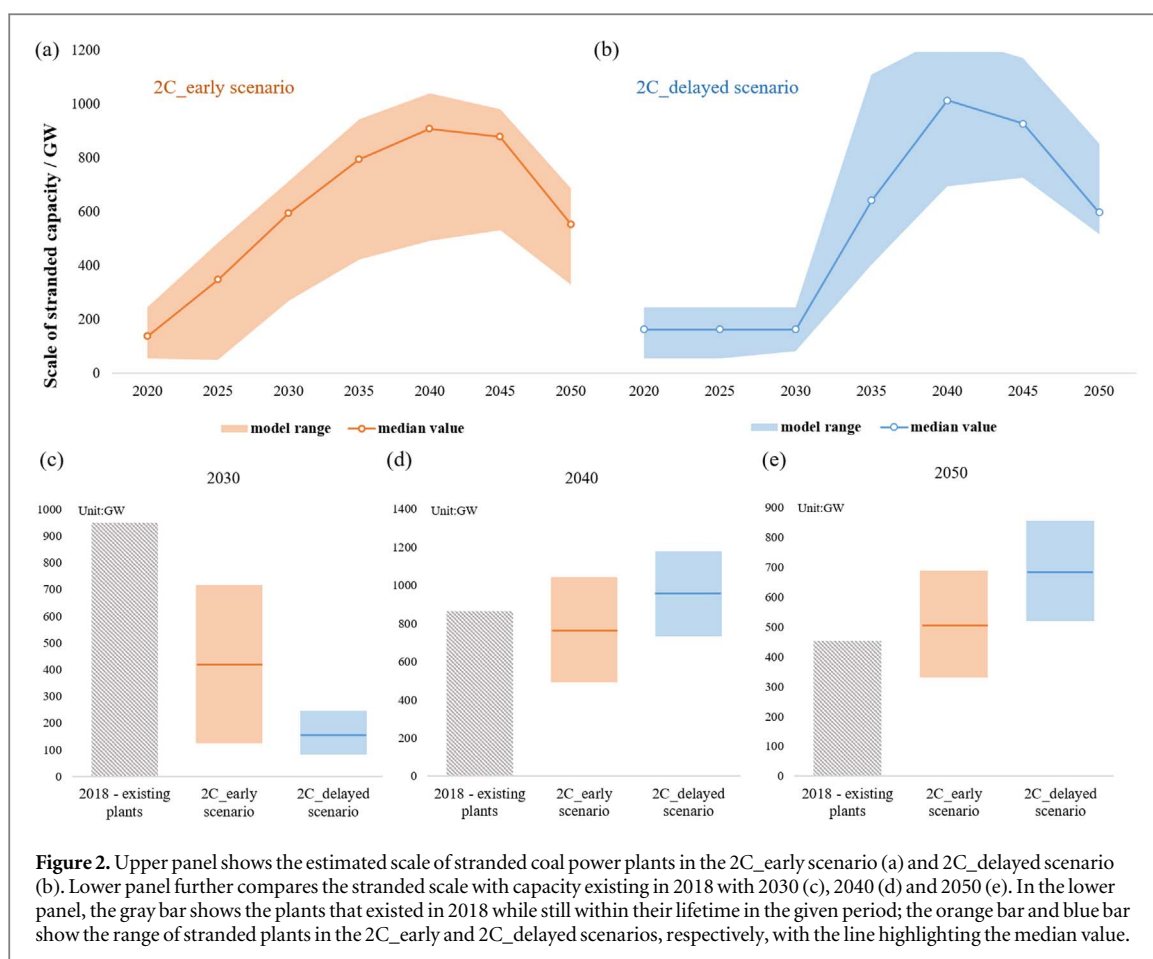 (a)
(b)
1200
1000
800
600
400
200
0
Scale of stranded capacity / GW
2C_early scenario
2C_delayed scenario
2020 2025 2030 2035 2040 2045 2050
2020 2025 2030 2035 2040 2045 2050
model range median value
model range median value
(c)
2030
Unit:GW
1000
900
800
700
600
500
400
300
200
100
0
2018 - existing plants
2C_early scenario
2C_delayed scenario
(d)
2040
Unit:GW
1400
1200
1000
800
600
400
200
0
2018 - existing plants
2C_early scenario
2C_delayed scenario
(e)
2050
Unit:GW
900
800
700
600
500
400
300
200
100
0
2018 - existing plants
2C_early scenario
2C_delayed scenario
Figure 2. Upper panel shows the estimated scale of stranded coal power plants in the 2C_early scenario (a) and 2C_delayed scenario
(b). Lower panel further compares the stranded scale with capacity existing in 2018 with 2030 (c), 2040 (d) and 2050 (e). In the lower
panel, the gray bar shows the plants that existed in 2018 while still within their lifetime in the given period; the orange bar and blue bar
show the range of stranded plants in the 2C_early and 2C_delayed scenarios, respectively, with the line highlighting the median value.